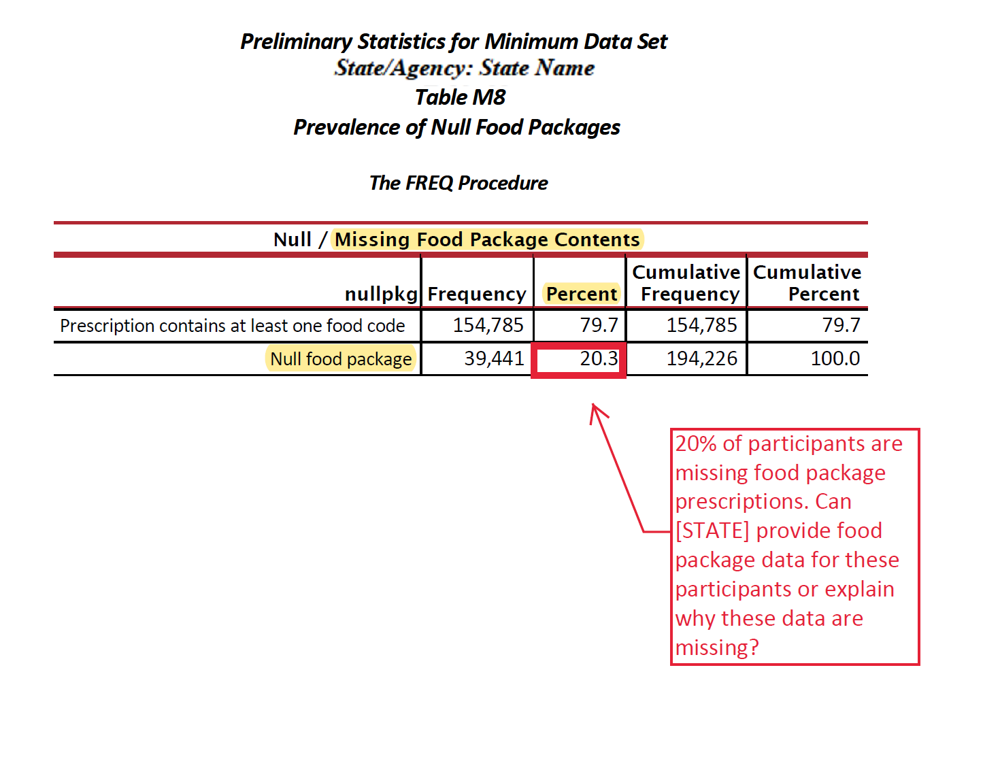 Preliminary Statistics for Minimum Data Set
State/Agency: State Name
Table M8
Prevalence of Null Food Packages
The FREQ Procedure
Null / Missing Food Package Contents
nullpkg Frequency Percent Cumulative Frequency Cumulative Percent
Prescription contains at least one food code 154,785 79.7 154,785 79.7
Null food package 39,441 20.3 194,226 100.0
20% of participants are
missing food package
prescriptions. Can
[STATE] provide food
package data for these
participants or explain
why these data are
missing?